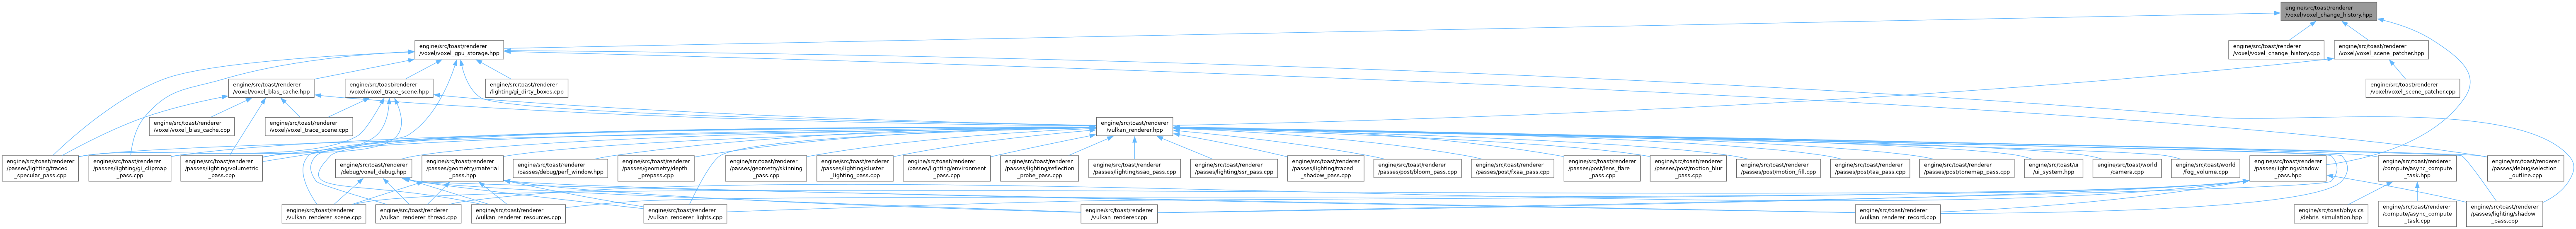 engine/src/toast/renderer
/voxel/voxel_change_history.hpp
engine/src/toast/renderer
/voxel/voxel_gpu_storage.hpp
engine/src/toast/renderer
/voxel/voxel_change_history.cpp
engine/src/toast/renderer
/voxel/voxel_scene_patcher.hpp
engine/src/toast/renderer
/voxel/voxel_blas_cache.hpp
engine/src/toast/renderer
/voxel/voxel_trace_scene.hpp
engine/src/toast/renderer
/lighting/gi_dirty_boxes.cpp
engine/src/toast/renderer
/voxel/voxel_scene_patcher.cpp
engine/src/toast/renderer
/voxel/voxel_blas_cache.cpp
engine/src/toast/renderer
/voxel/voxel_trace_scene.cpp
engine/src/toast/renderer
/vulkan_renderer.hpp
engine/src/toast/renderer
/passes/lighting/traced
_specular_pass.cpp
engine/src/toast/renderer
/passes/lighting/gi_clipmap
_pass.cpp
engine/src/toast/renderer
/passes/lighting/volumetric
_pass.cpp
engine/src/toast/renderer
/debug/voxel_debug.hpp
engine/src/toast/renderer
/passes/geometry/material
_pass.hpp
engine/src/toast/renderer
/passes/debug/perf_window.hpp
engine/src/toast/renderer
/passes/geometry/depth
_prepass.cpp
engine/src/toast/renderer
/passes/geometry/skinning
_pass.cpp
engine/src/toast/renderer
/passes/lighting/cluster
_lighting_pass.cpp
engine/src/toast/renderer
/passes/lighting/environment
_pass.cpp
engine/src/toast/renderer
/passes/lighting/reflection
_probe_pass.cpp
engine/src/toast/renderer
/passes/lighting/ssao_pass.cpp
engine/src/toast/renderer
/passes/lighting/ssr_pass.cpp
engine/src/toast/renderer
/passes/lighting/traced
_shadow_pass.cpp
engine/src/toast/renderer
/passes/post/bloom_pass.cpp
engine/src/toast/renderer
/passes/post/fxaa_pass.cpp
engine/src/toast/renderer
/passes/post/lens_flare
_pass.cpp
engine/src/toast/renderer
/passes/post/motion_blur
_pass.cpp
engine/src/toast/renderer
/passes/post/motion_fill.cpp
engine/src/toast/renderer
/passes/post/taa_pass.cpp
engine/src/toast/renderer
/passes/post/tonemap_pass.cpp
engine/src/toast/ui
/ui_system.hpp
engine/src/toast/world
/camera.cpp
engine/src/toast/world
/fog_volume.cpp
engine/src/toast/renderer
/passes/lighting/shadow
_pass.hpp
engine/src/toast/renderer
/compute/async_compute
_task.hpp
engine/src/toast/renderer
/passes/debug/selection
_outline.cpp
engine/src/toast/renderer
/vulkan_renderer_scene.cpp
engine/src/toast/renderer
/vulkan_renderer_thread.cpp
engine/src/toast/renderer
/vulkan_renderer_resources.cpp
engine/src/toast/renderer
/vulkan_renderer_lights.cpp
engine/src/toast/renderer
/vulkan_renderer.cpp
engine/src/toast/renderer
/vulkan_renderer_record.cpp
engine/src/toast/physics
/debris_simulation.hpp
engine/src/toast/renderer
/compute/async_compute
_task.cpp
engine/src/toast/renderer
/passes/lighting/shadow
_pass.cpp